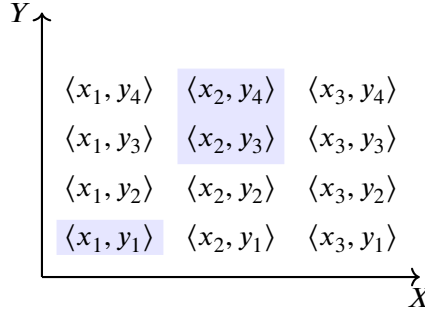 Y
⟨x₁, y₄⟩ ⟨x₂, y₄⟩ ⟨x₃, y₄⟩
⟨x₁, y₃⟩ ⟨x₂, y₃⟩ ⟨x₃, y₃⟩
⟨x₁, y₂⟩ ⟨x₂, y₂⟩ ⟨x₃, y₂⟩
⟨x₁, y₁⟩ ⟨x₂, y₁⟩ ⟨x₃, y₁⟩
X